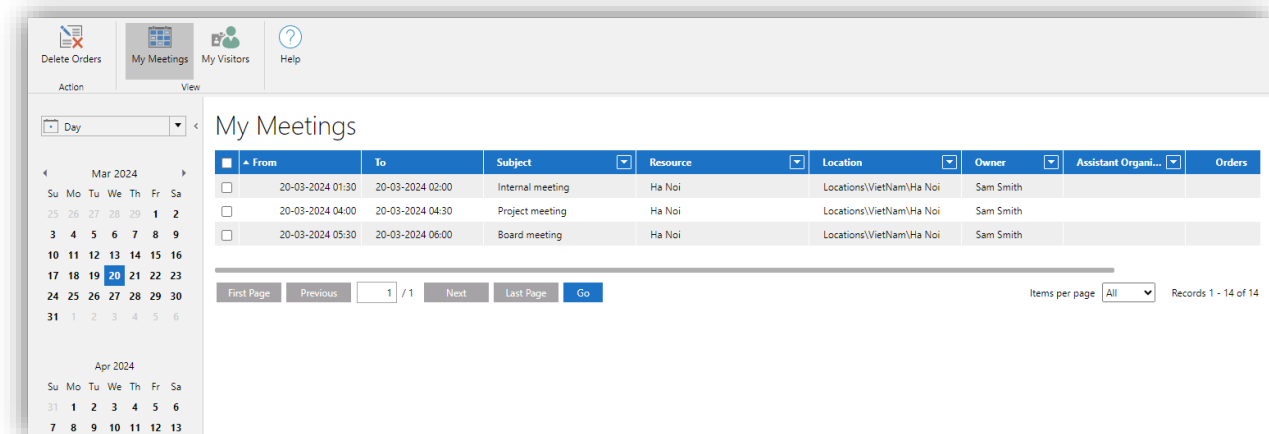 Delete Orders My Meetings My Visitors Help
Action View
Day
My Meetings
From To Subject Resource Location Owner Assistant Organi... Orders
20-03-2024 01:30 20-03-2024 02:00 Internal meeting Ha Noi Locations\VietNam\Ha Noi Sam Smith
20-03-2024 04:00 20-03-2024 04:30 Project meeting Ha Noi Locations\VietNam\Ha Noi Sam Smith
20-03-2024 05:30 20-03-2024 06:00 Board meeting Ha Noi Locations\VietNam\Ha Noi Sam Smith
First Page Previous 1 / 1 Next Last Page Go Items per page All Records 1 - 14 of 14
Mar 2024
Su Mo Tu We Th Fr Sa
25 26 27 28 29 1 2
3 4 5 6 7 8 9
10 11 12 13 14 15 16
17 18 19 20 21 22 23
24 25 26 27 28 29 30
31 1 2 3 4 5 6
Apr 2024
Su Mo Tu We Th Fr Sa
31 1 2 3 4 5 6
7 8 9 10 11 12 13